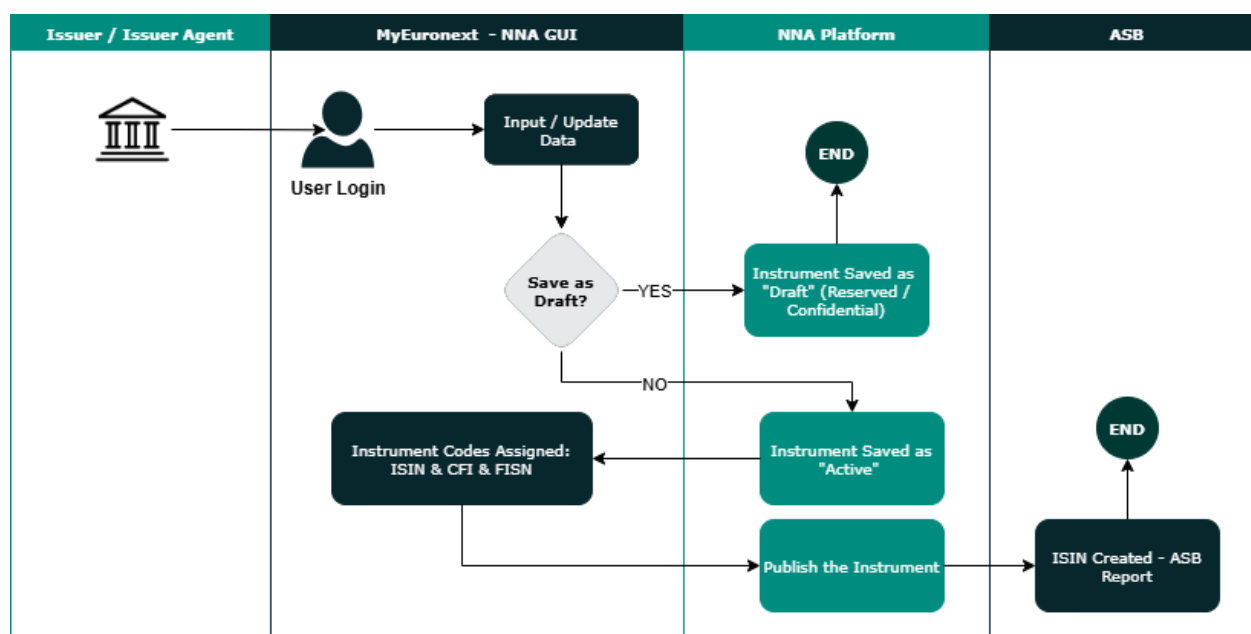 Issuer / Issuer Agent
MyEuronext - NNA GUI
NNA Platform
ASB
User Login
Input / Update
Data
END
Save as
Draft?
YES
Instrument Saved as
"Draft" (Reserved /
Confidential)
NO
Instrument Codes Assigned:
ISIN & CFI & FISN
Instrument Saved as
"Active"
END
Publish the Instrument
ISIN Created - ASB
Report